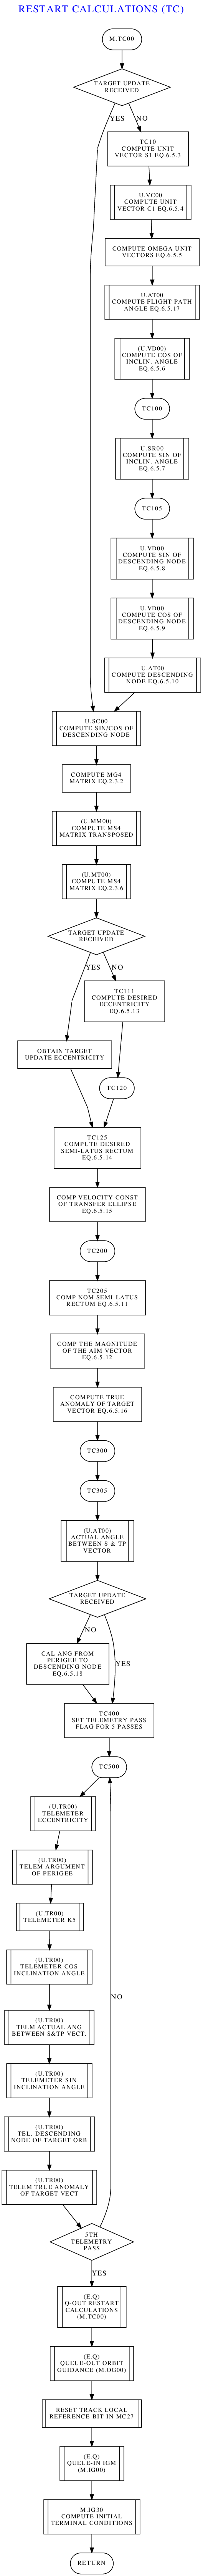 RESTART CALCULATIONS (TC)
M.TC00
TARGET UPDATE
RECEIVED
YES
NO
TC10
COMPUTE UNIT
VECTOR S1 EQ.6.5.3
U.VC00
COMPUTE UNIT
VECTOR C1 EQ.6.5.4
COMPUTE OMEGA UNIT
VECTORS EQ.6.5.5
U.AT00
COMPUTE FLIGHT PATH
ANGLE EQ.6.5.17
(U.VD00)
COMPUTE COS OF
INCLIN. ANGLE
EQ.6.5.6
TC100
U.SR00
COMPUTE SIN OF
INCLIN. ANGLE
EQ.6.5.7
TC105
U.VD00
COMPUTE SIN OF
DESCENDING NODE
EQ.6.5.8
U.VD00
COMPUTE COS OF
DESCENDING NODE
EQ.6.5.9
U.AT00
COMPUTE DESCENDING
NODE EQ.6.5.10
U.SC00
COMPUTE SIN/COS OF
DESCENDING NODE
COMPUTE MG4
MATRIX EQ.2.3.2
(U.MM00)
COMPUTE MS4
MATRIX TRANSPOSED
(U.MT00)
COMPUTE MS4
MATRIX EQ.2.3.6
TARGET UPDATE
RECEIVED
YES
NO
TC111
COMPUTE DESIRED
ECCENTRICITY
EQ.6.5.13
OBTAIN TARGET
UPDATE ECCENTRICITY
TC120
TC125
COMPUTE DESIRED
SEMI-LATUS RECTUM
EQ.6.5.14
COMP VELOCITY CONST
OF TRANSFER ELLIPSE
EQ.6.5.15
TC200
TC205
COMP NOM SEMI-LATUS
RECTUM EQ.6.5.11
COMP THE MAGNITUDE
OF THE AIM VECTOR
EQ.6.5.12
COMPUTE TRUE
ANOMALY OF TARGET
VECTOR EQ.6.5.16
TC300
TC305
(U.AT00)
ACTUAL ANGLE
BETWEEN S & TP
VECTOR
TARGET UPDATE
RECEIVED
NO
YES
CAL ANG FROM
PERIGEE TO
DESCENDING NODE
EQ.6.5.18
TC400
SET TELEMETRY PASS
FLAG FOR 5 PASSES
TC500
(U.TR00)
TELEMETER
ECCENTRICITY
(U.TR00)
TELEM ARGUMENT
OF PERIGEE
(U.TR00)
TELEMETER K5
(U.TR00)
TELEMETER COS
INCLINATION ANGLE
NO
(U.TR00)
TELM ACTUAL ANG
BETWEEN S&TP VECT.
(U.TR00)
TELEMETER SIN
INCLINATION ANGLE
(U.TR00)
TEL. DESCENDING
NODE OF TARGET ORB
(U.TR00)
TELEM TRUE ANOMALY
OF TARGET VECT
5TH
TELEMETRY
PASS
YES
(E.Q)
Q-OUT RESTART
CALCULATIONS
(M.TC00)
(E.Q)
QUEUE-OUT ORBIT
GUIDANCE (M.OG00)
RESET TRACK LOCAL
REFERENCE BIT IN MC27
(E.Q)
QUEUE-IN IGM
(M.IG00)
M.IG30
COMPUTE INITIAL
TERMINAL CONDITIONS
RETURN